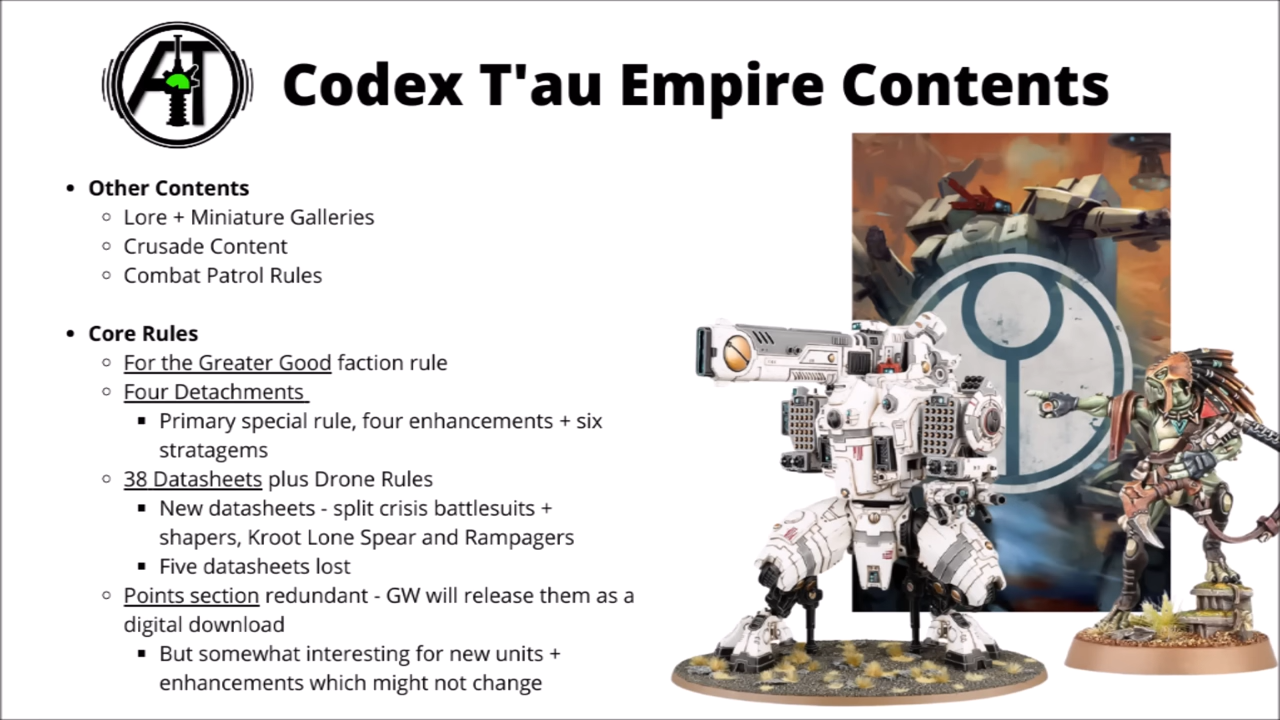 AT
Codex T'au Empire Contents
• Other Contents
◦ Lore + Miniature Galleries
◦ Crusade Content
◦ Combat Patrol Rules
• Core Rules
◦ For the Greater Good faction rule
◦ Four Detachments
▪ Primary special rule, four enhancements + six
stratagems
◦ 38 Datasheets plus Drone Rules
▪ New datasheets - split crisis battlesuits +
shapers, Kroot Lone Spear and Rampagers
▪ Five datasheets lost
◦ Points section redundant - GW will release them as a
digital download
▪ But somewhat interesting for new units +
enhancements which might not change